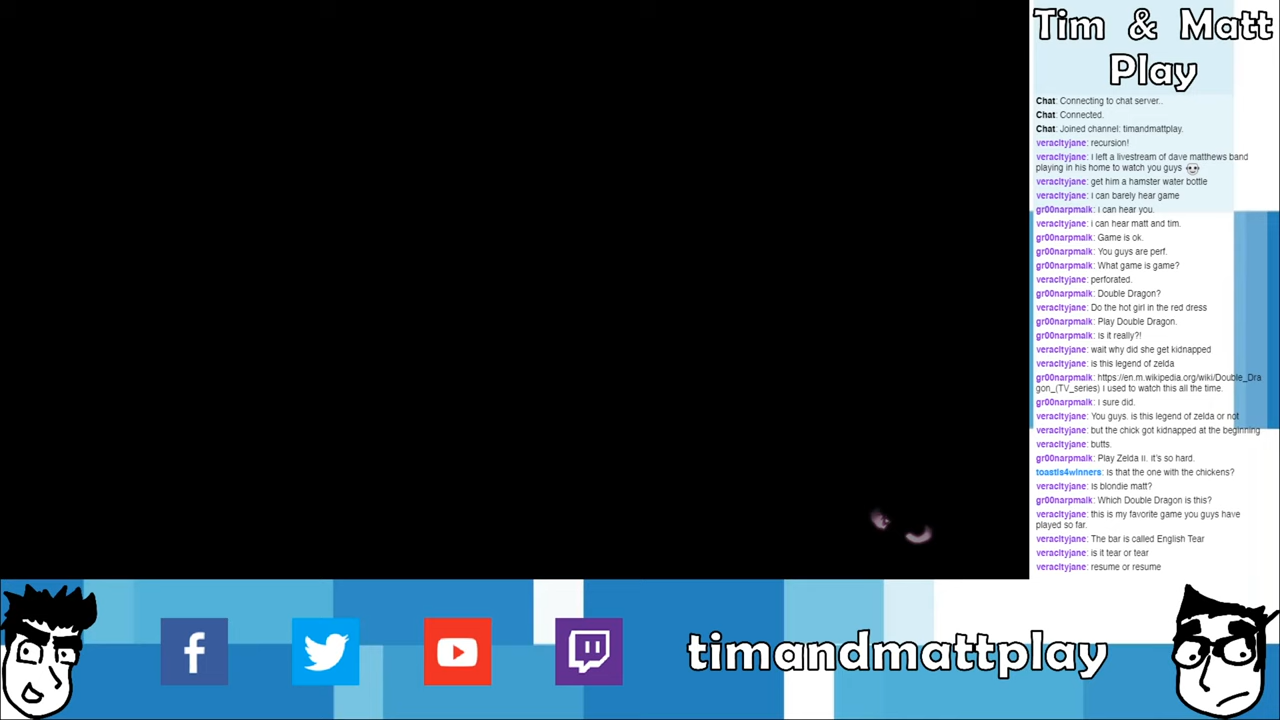 Tim & Matt
Play
Chat: Connecting to chat server..
Chat: Connected.
Chat: Joined channel: timandmattplay.
veracityjane: recursion!
veracityjane: i left a livestream of dave matthews band
playing in his home to watch you guys
veracityjane: get him a hamster water bottle
veracityjane: i can barely hear game
gr00narpmalk: I can hear you.
veracityjane: i can hear matt and tim.
gr00narpmalk: Game is ok.
gr00narpmalk: You guys are perf.
gr00narpmalk: What game is game?
veracityjane: perforated.
gr00narpmalk: Double Dragon?
veracityjane: Do the hot girl in the red dress
gr00narpmalk: Play Double Dragon.
gr00narpmalk: Is it really?!
veracityjane: wait why did she get kidnapped
veracityjane: is this legend of zelda
gr00narpmalk: https://en.m.wikipedia.org/wiki/Double_Dra
gon_(TV_series) I used to watch this all the time.
gr00narpmalk: I sure did.
veracityjane: You guys. is this legend of zelda or not
veracityjane: but the chick got kidnapped at the beginning
veracityjane: butts.
gr00narpmalk: Play Zelda II. It's so hard.
toastis4winners: is that the one with the chickens?
veracityjane: is blondie matt?
gr00narpmalk: Which Double Dragon is this?
veracityjane: this is my favorite game you guys have
played so far.
veracityjane: The bar is called English Tear
veracityjane: is it tear or tear
veracityjane: resume or resume
timandmattplay